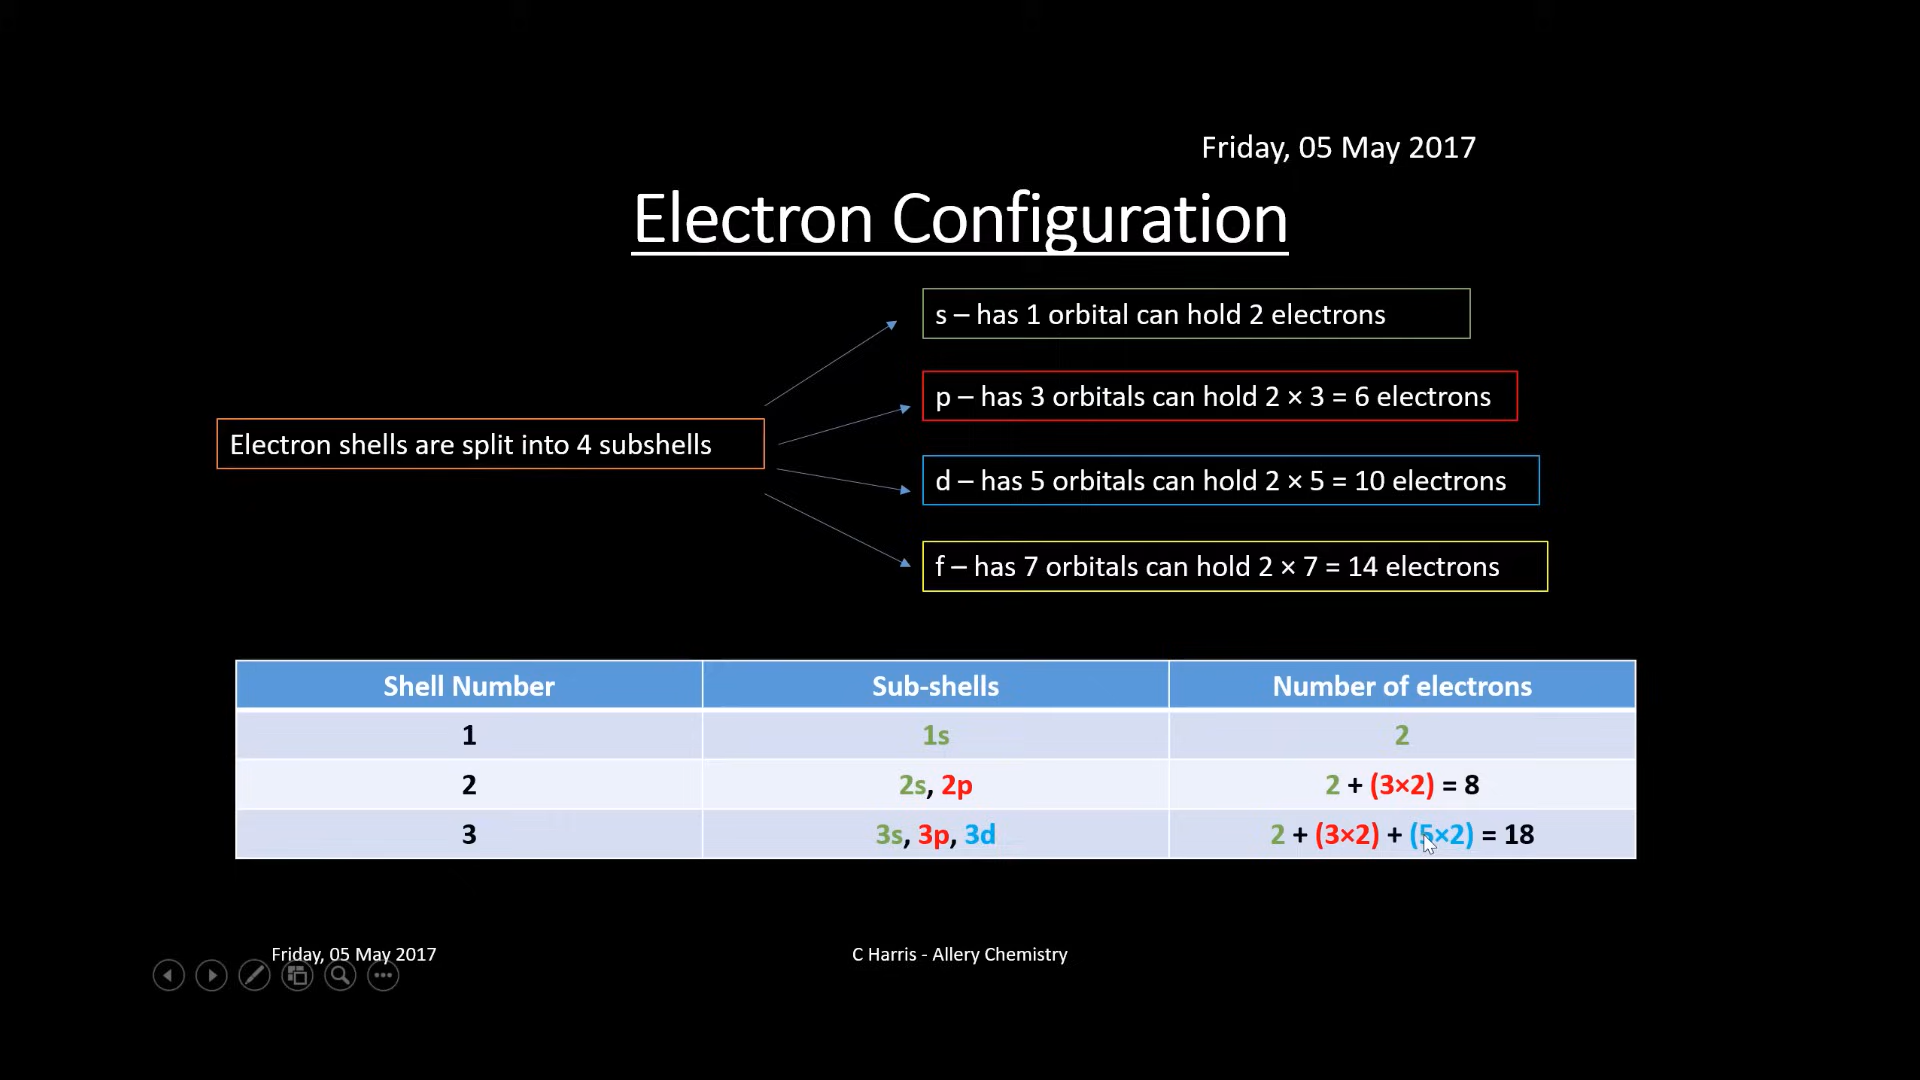 Friday, 05 May 2017
Electron Configuration
s – has 1 orbital can hold 2 electrons
p – has 3 orbitals can hold 2 × 3 = 6 electrons
Electron shells are split into 4 subshells
d – has 5 orbitals can hold 2 × 5 = 10 electrons
f – has 7 orbitals can hold 2 × 7 = 14 electrons
Shell Number Sub-shells Number of electrons
1 1s 2
2 2s, 2p 2 + (3×2) = 8
3 3s, 3p, 3d 2 + (3×2) + (5×2) = 18
Friday, 05 May 2017 C Harris - Allery Chemistry